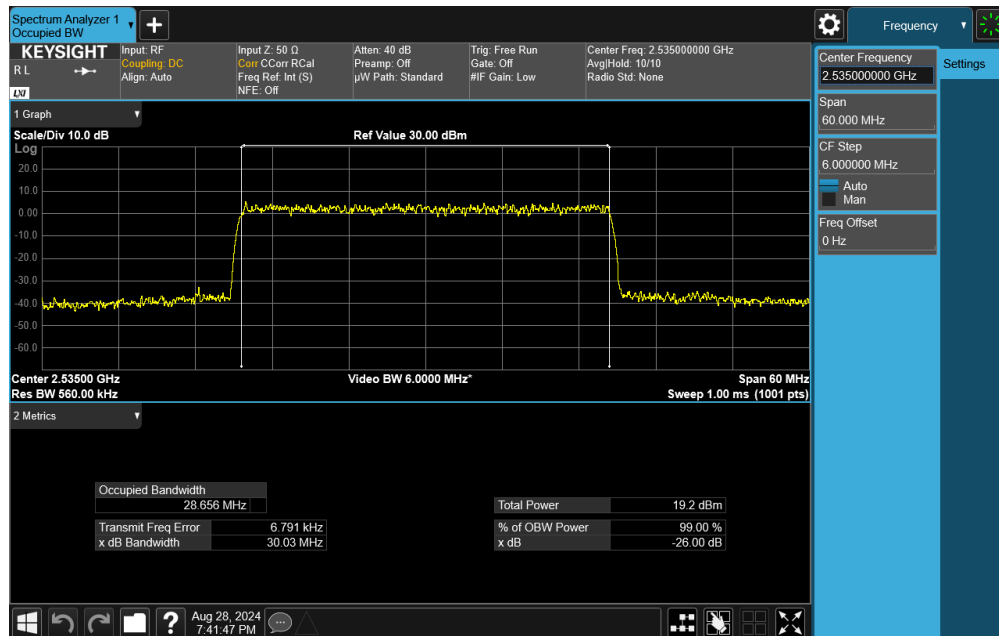 Spectrum Analyzer 1
Occupied BW
Frequency
KEYSIGHT
R L
LXI
Input: RF
Coupling: DC
Align: Auto
Input Z: 50 Ω
Corr CCorr RCal
Freq Ref: Int (S)
NFE: Off
Atten: 40 dB
Preamp: Off
µW Path: Standard
Trig: Free Run
Gate: Off
#IF Gain: Low
Center Freq: 2.535000000 GHz
Avg|Hold: 10/10
Radio Std: None
Center Frequency
2.535000000 GHz
Settings
Span
60.000 MHz
CF Step
6.000000 MHz
Auto
Man
Freq Offset
0 Hz
1 Graph
Scale/Div 10.0 dB
Ref Value 30.00 dBm
Log
20.0
10.0
0.00
-10.0
-20.0
-30.0
-40.0
-50.0
-60.0
Center 2.53500 GHz
Video BW 6.0000 MHz*
Span 60 MHz
Res BW 560.00 kHz
Sweep 1.00 ms (1001 pts)
2 Metrics
Occupied Bandwidth
28.656 MHz
Transmit Freq Error 6.791 kHz
x dB Bandwidth 30.03 MHz
Total Power 19.2 dBm
% of OBW Power 99.00 %
x dB -26.00 dB
?
Aug 28, 2024
7:41:47 PM